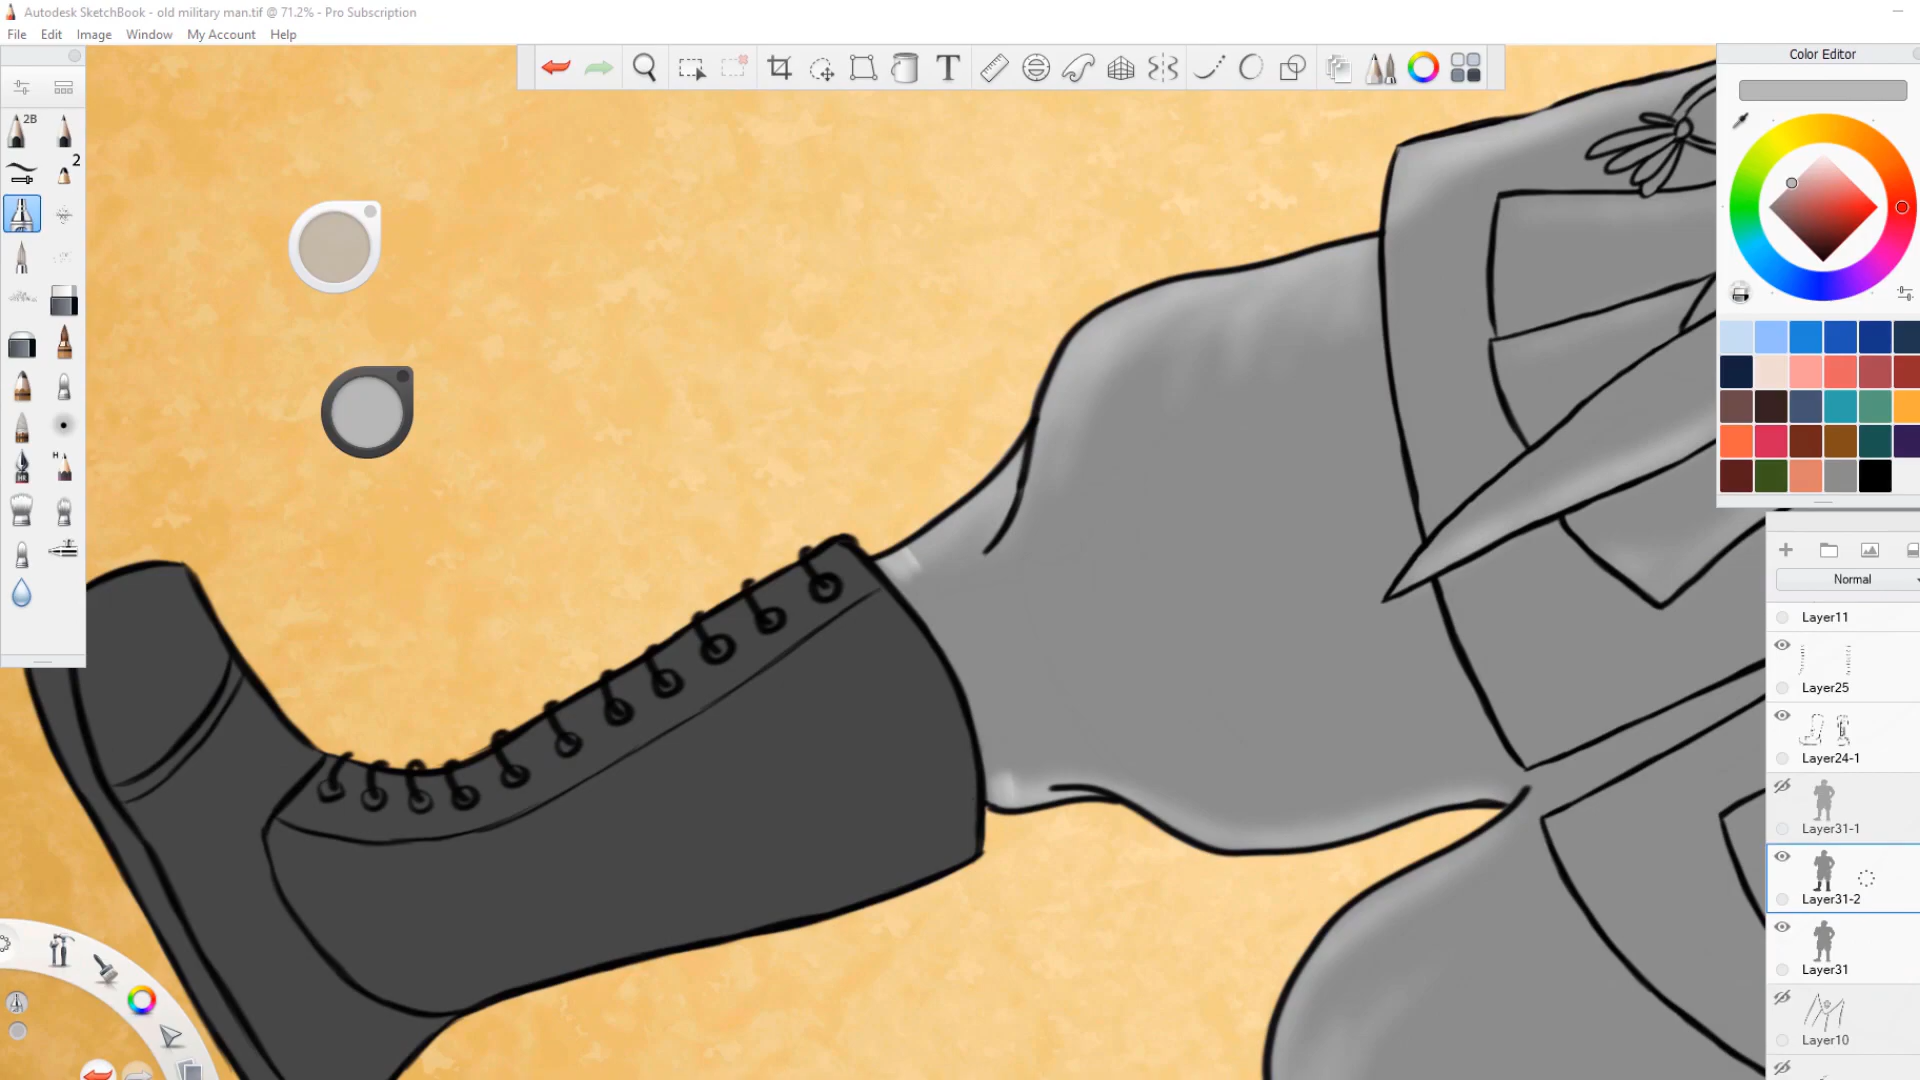 Autodesk SketchBook - old military man.tif @ 71.2% - Pro Subscription
File Edit Image Window My Account Help
T
Color Editor
2B
2
H
Normal
Layer11
Layer25
Layer24-1
Layer31-1
Layer31-2
Layer31
Layer10